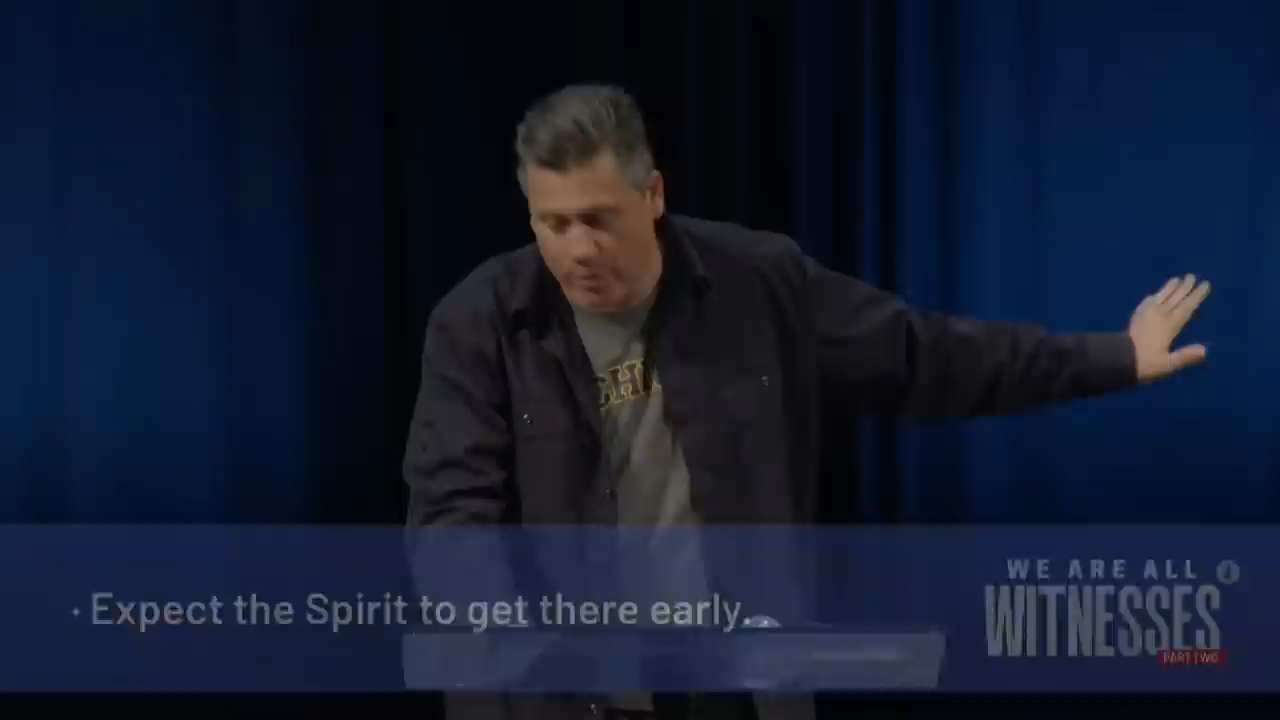 · Expect the Spirit to get there early.
WE ARE ALL
WITNESSES
PART TWO